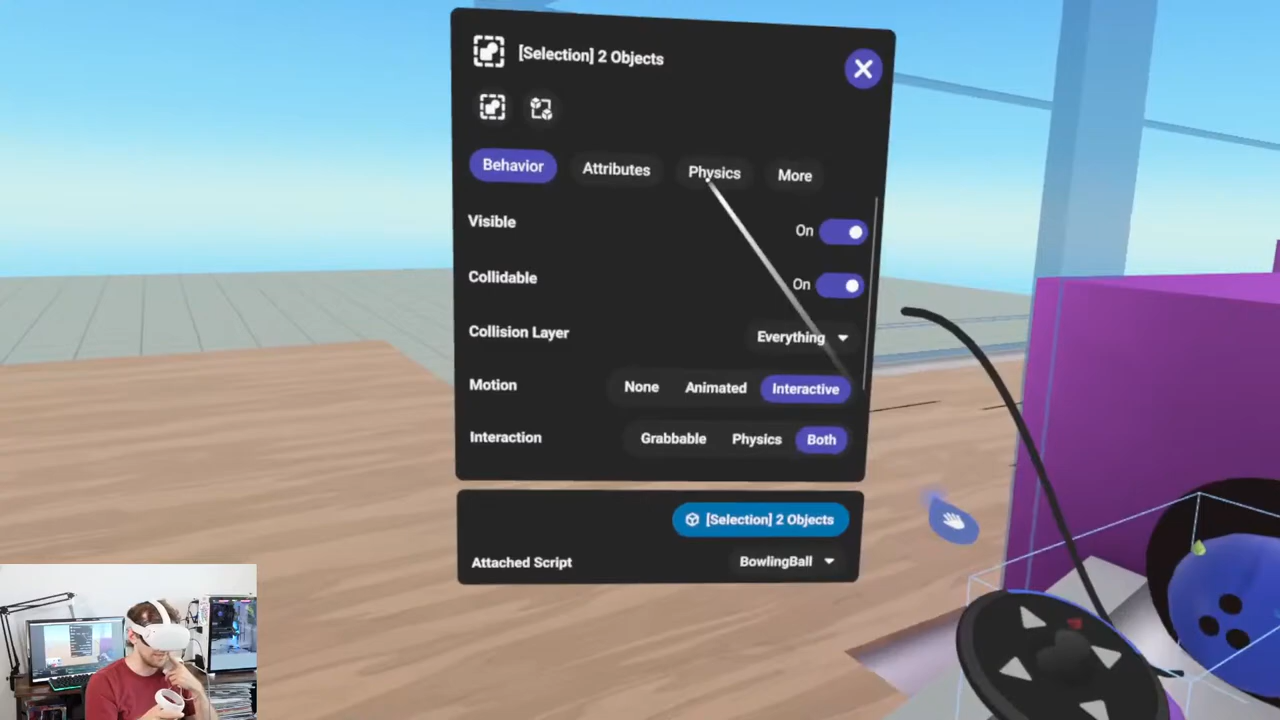 [Selection] 2 Objects
Behavior Attributes Physics More
Visible On
Collidable On
Collision Layer Everything
Motion None Animated Interactive
Interaction Grabbable Physics Both
[Selection] 2 Objects
Attached Script BowlingBall